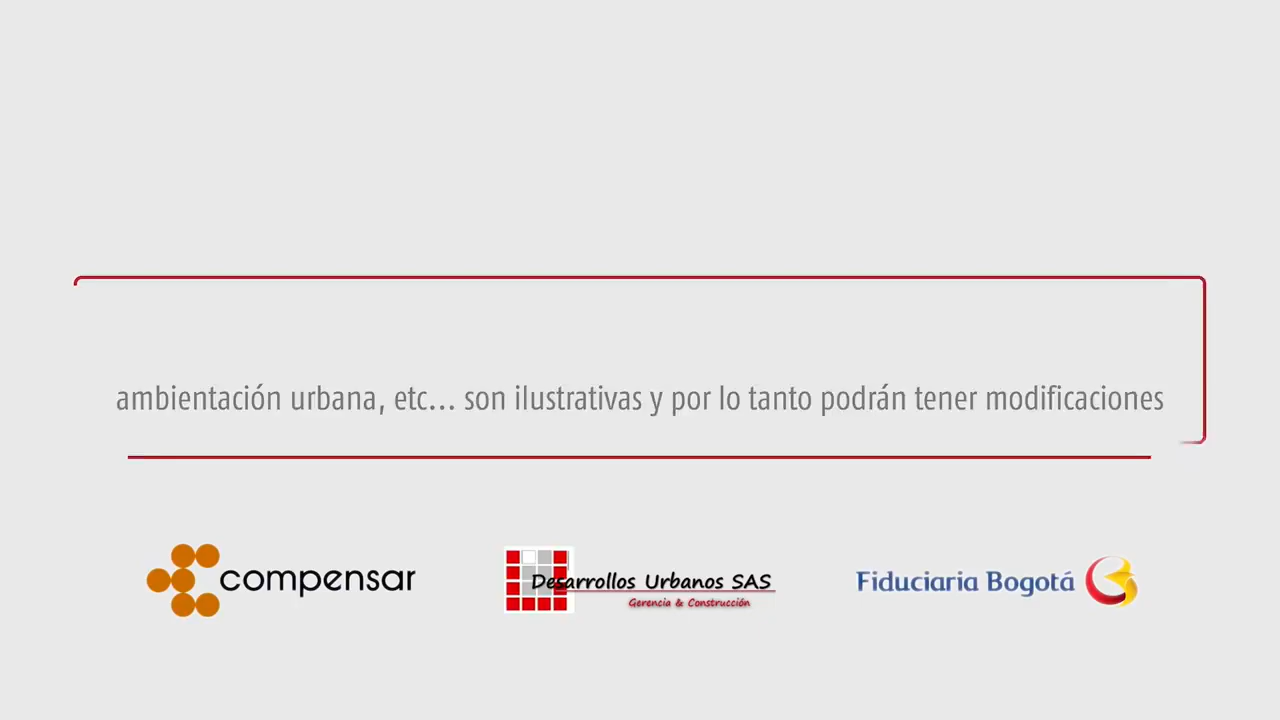 ambientación urbana, etc... son ilustrativas y por lo tanto podrán tener modificaciones
compensar
Desarrollos Urbanos SAS
Gerencia & Construcción
Fiduciaria Bogotá